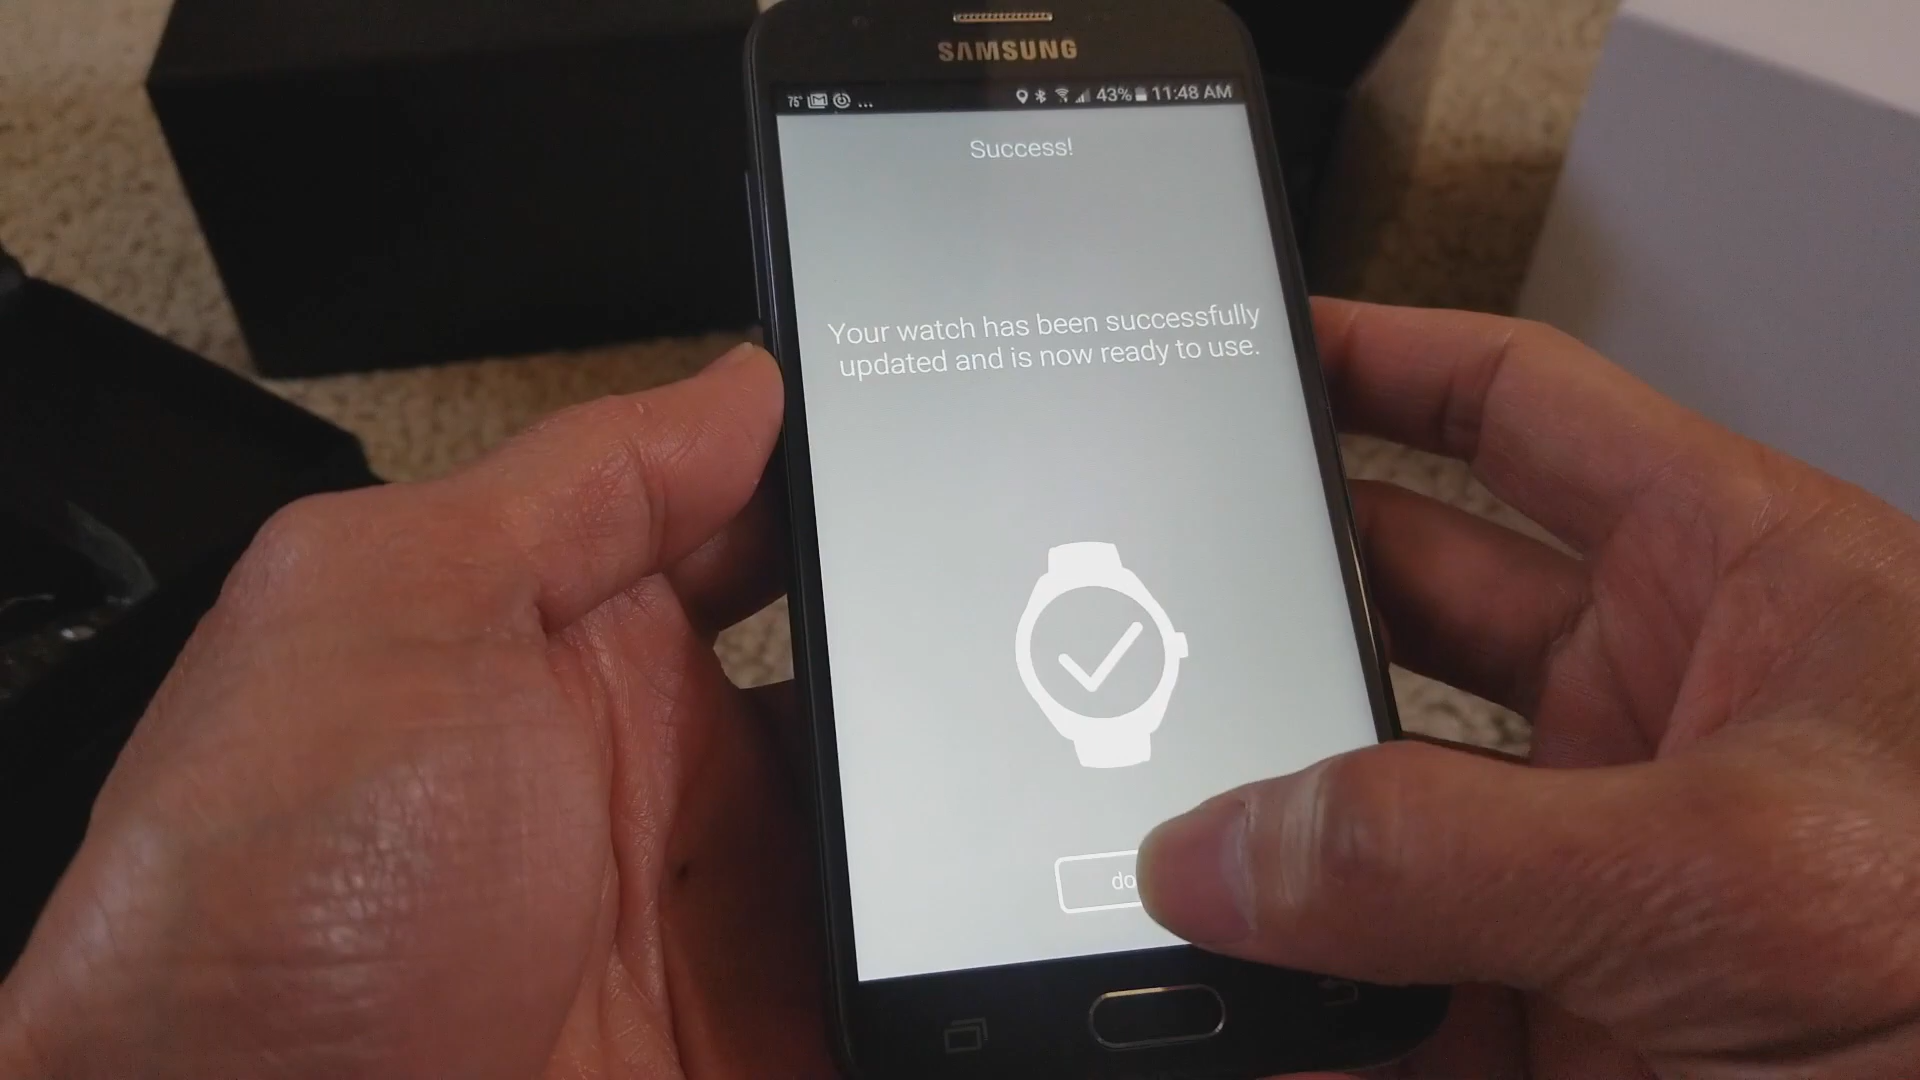 SAMSUNG
75° ... 43% 11:48 AM
Success!
Your watch has been successfully
updated and is now ready to use.
do